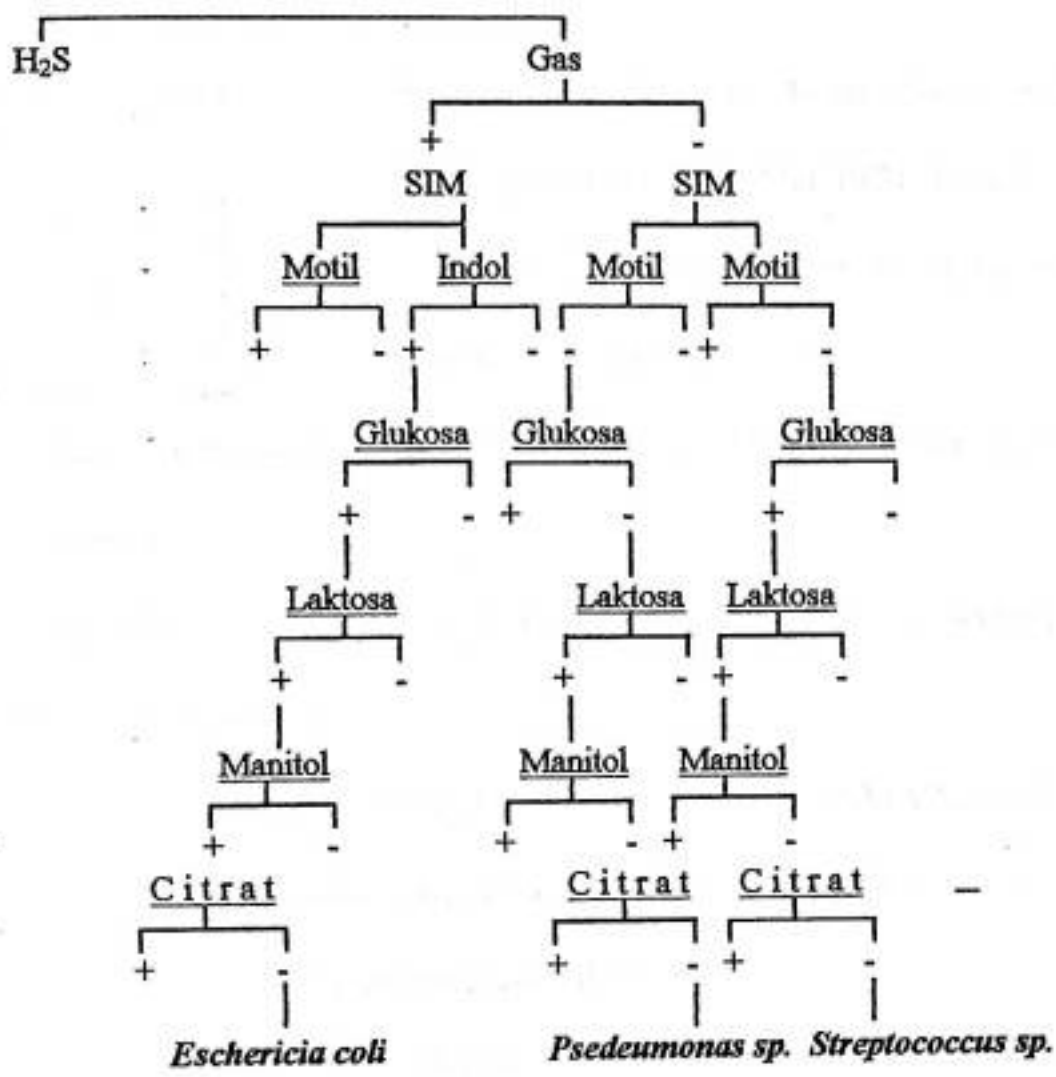 H₂S Gas
+ -
SIM SIM
Motil Indol Motil Motil
+ - + - - - + -
Glukosa Glukosa Glukosa
+ - + - + -
Laktosa Laktosa Laktosa
+ - + - + -
Manitol Manitol Manitol
+ - + - + -
Citrat Citrat Citrat –
+ - + - + -
Eschericia coli Psedeumonas sp. Streptococcus sp.